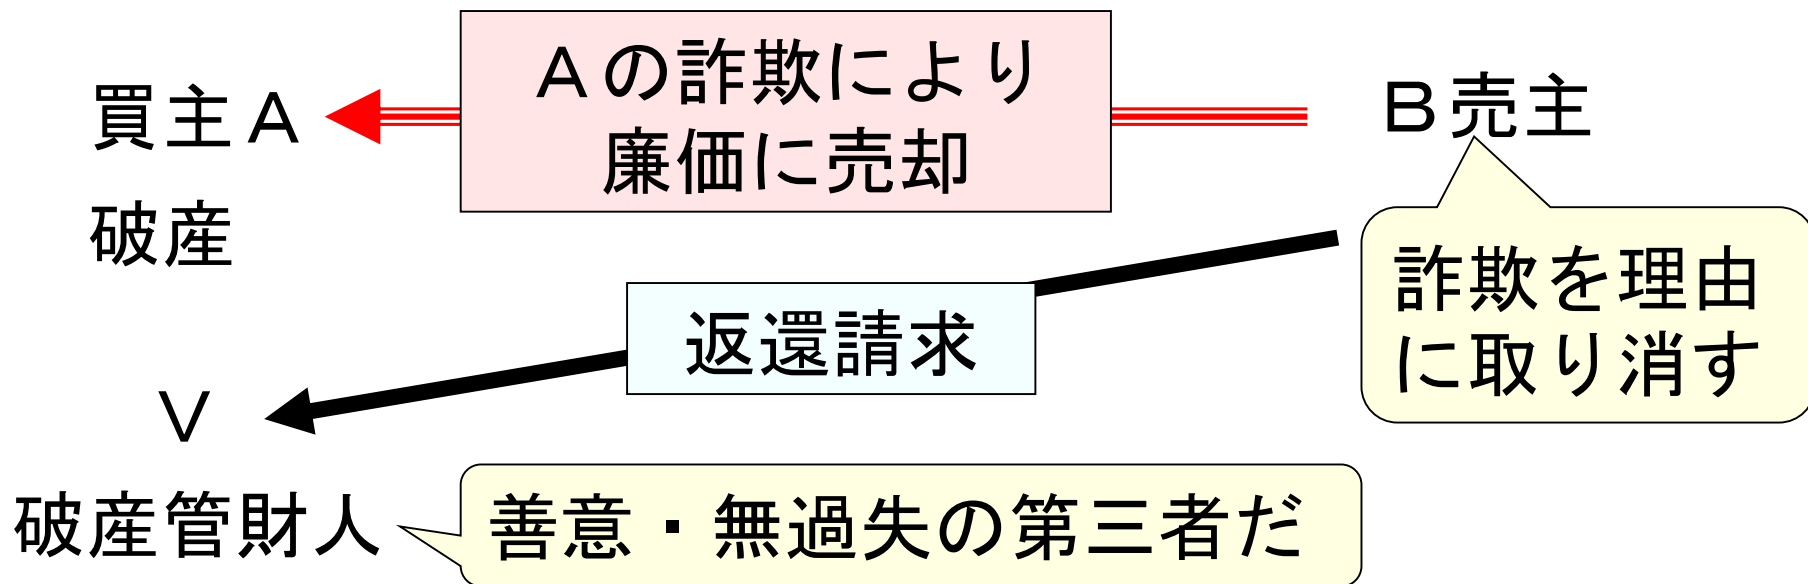 Aの詐欺により
廉価に売却
買主A
B売主
破産
詐欺を理由
に取り消す
返還請求
V
破産管財人
善意・無過失の第三者だ